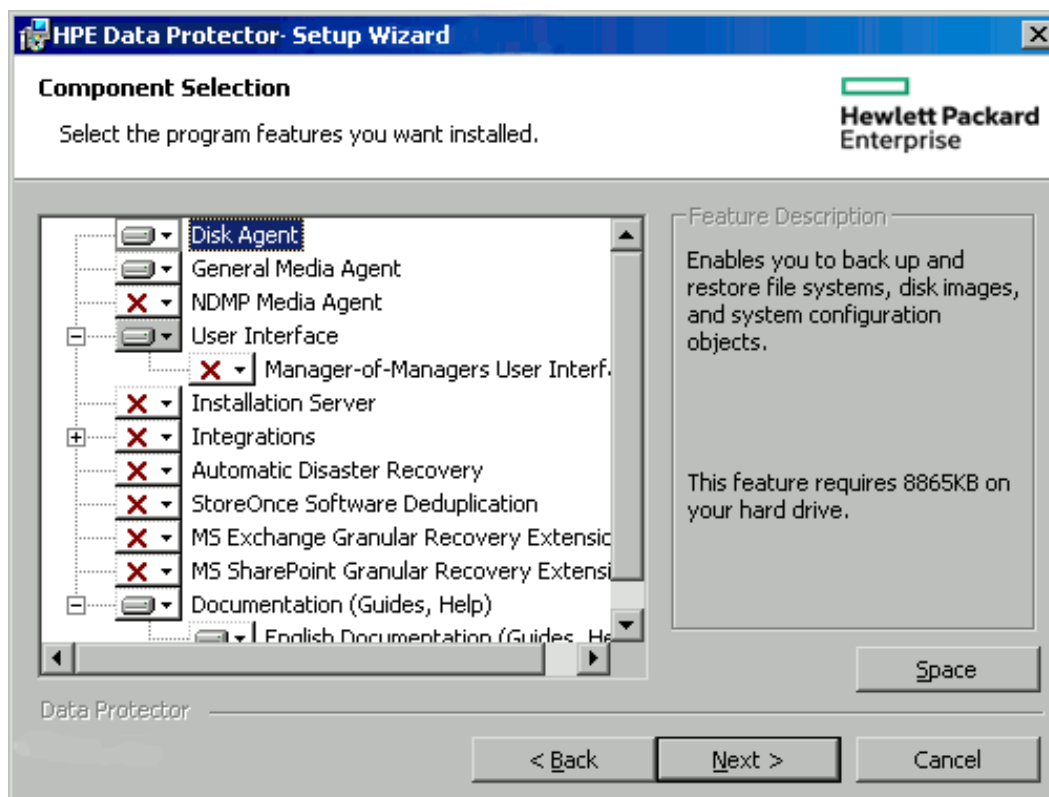 HPE Data Protector- Setup Wizard
Component Selection
Select the program features you want installed.
Hewlett Packard
Enterprise
Disk Agent
General Media Agent
NDMP Media Agent
User Interface
Manager-of-Managers User Interf
Installation Server
Integrations
Automatic Disaster Recovery
StoreOnce Software Deduplication
MS Exchange Granular Recovery Extensic
MS SharePoint Granular Recovery Extensi
Documentation (Guides, Help)
English Documentation (Guides, He
Feature Description
Enables you to back up and
restore file systems, disk images,
and system configuration
objects.
This feature requires 8865KB on
your hard drive.
Space
Data Protector
< Back
Next >
Cancel